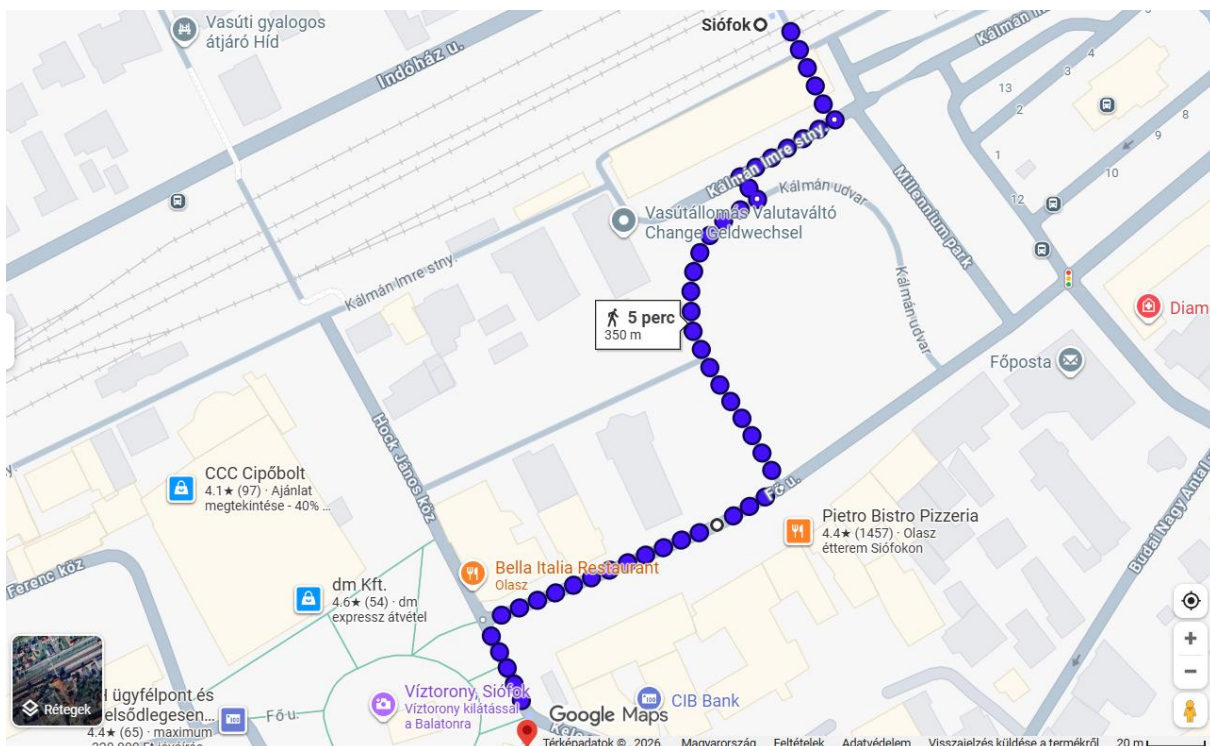 Vasúti gyalogos
átjáró Híd
Indóház u.
Siófok
Kálmán Im
4
3
13
2
8
9
1
10
12
Kálmán Imre stny.
Kálmán udvar
Vasútállomás Valutaváltó
Change Geldwechsel
Millennium park
Kálmán Imre stny.
Kálmán udvar
5 perc
350 m
Diam
Főposta
Hock János köz
CCC Cipőbolt
4.1★ (97) · Ajánlat
megtekintése - 40% ...
Fő u.
Pietro Bistro Pizzeria
4.4★ (1457) · Olasz
étterem Siófokon
Budai Nagy Antal
Ferenc köz
Bella Italia Restaurant
Olasz
dm Kft.
4.6★ (54) · dm
expressz átvétel
Rétegek
ügyfélpont és
elsődlegesen...
4.4★ (65) · maximum
Fő u.
Víztorony, Siófok
Víztorony kilátással
a Balatonra
CIB Bank
Google Maps
Térképadatok © 2026 Magyarország Feltételek Adatvédelem Visszajelzés küldése a termékről 20 m